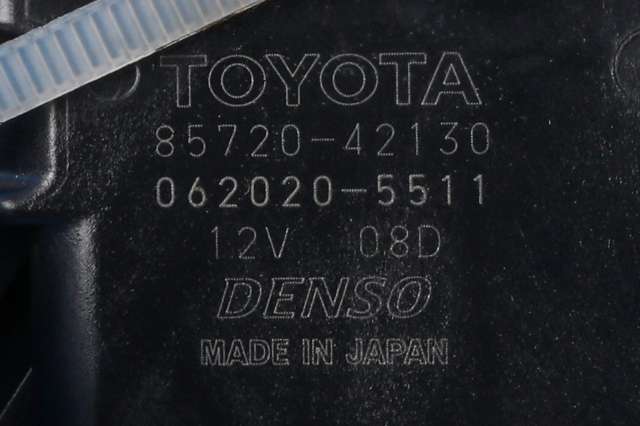 TOYOTA
85720-42130
062020-5511
12V 08D
DENSO
MADE IN JAPAN